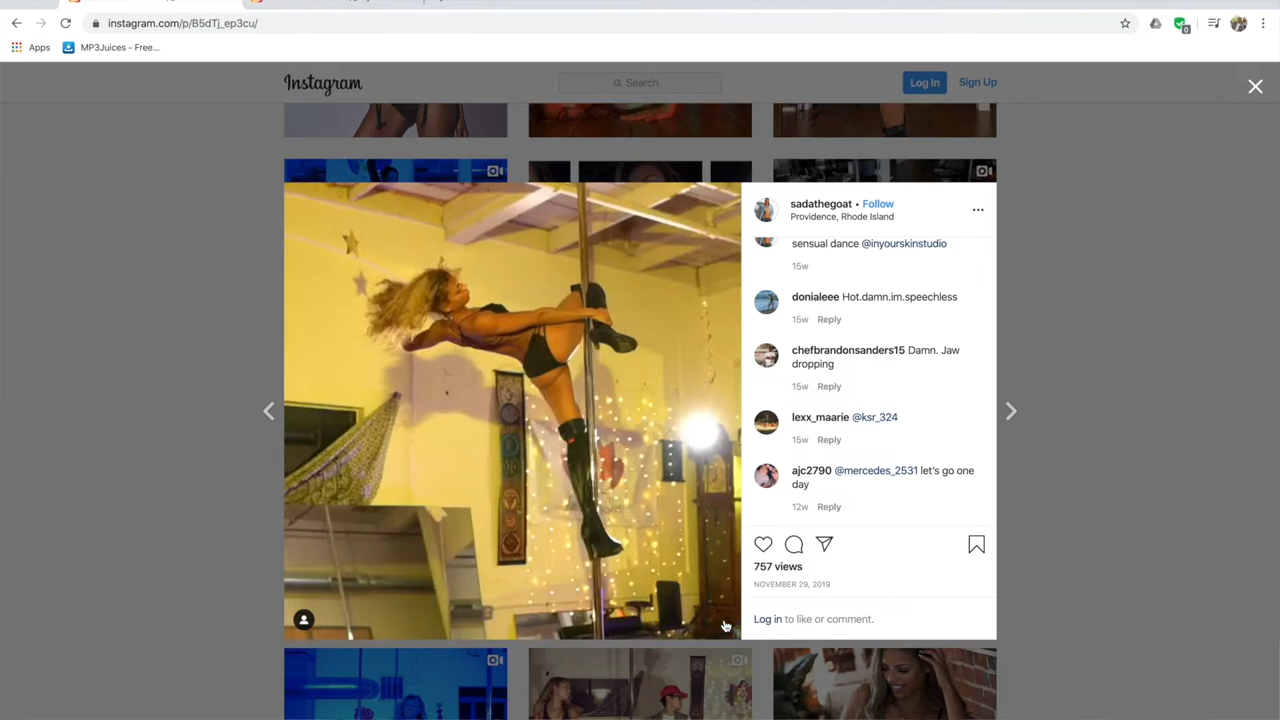 instagram.com/p/B5dTj_ep3cu/
0
Apps
MP3Juices - Free...
Instagram
Search
Log In
Sign Up
sadathegoat • Follow
Providence, Rhode Island
sensual dance @inyourskinstudio
15w
donialeee Hot.damn.im.speechless
15w Reply
chefbrandonsanders15 Damn. Jaw
dropping
15w Reply
lexx_maarie @ksr_324
15w Reply
ajc2790 @mercedes_2531 let's go one
day
12w Reply
757 views
NOVEMBER 29, 2019
Log in to like or comment.